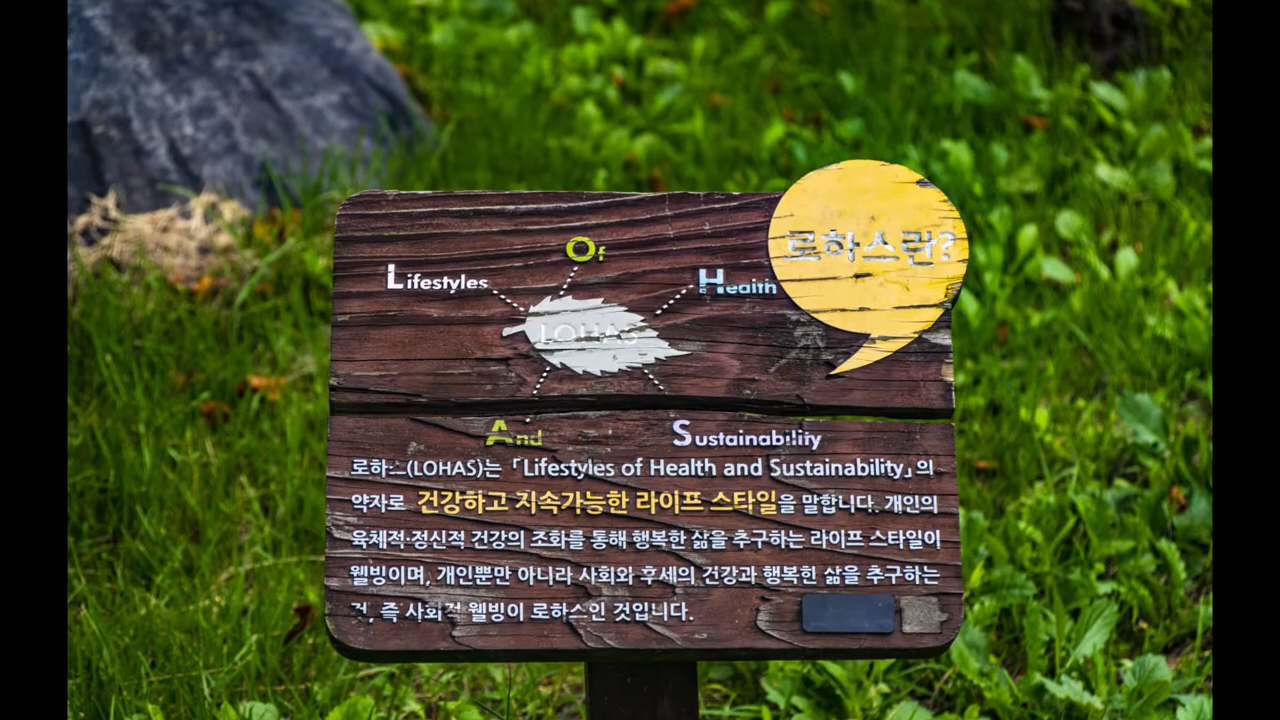 로하스란?
Of
Lifestyles
Health
LOHAS
And
Sustainability
로하스(LOHAS)는 「Lifestyles of Health and Sustainability」의
약자로 건강하고 지속가능한 라이프 스타일을 말합니다. 개인의
육체적·정신적 건강의 조화를 통해 행복한 삶을 추구하는 라이프 스타일이
웰빙이며, 개인뿐만 아니라 사회와 후세의 건강과 행복한 삶을 추구하는
것, 즉 사회적 웰빙이 로하스인 것입니다.